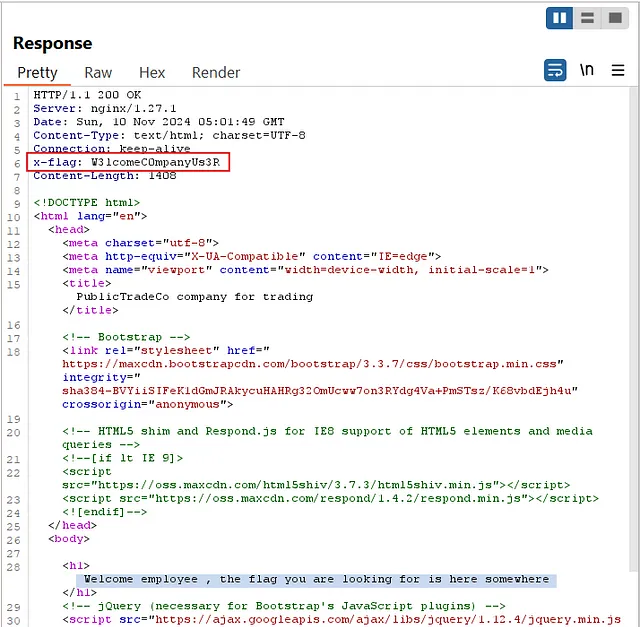 Response
Pretty Raw Hex Render
\n
1 HTTP/1.1 200 OK
2 Server: nginx/1.27.1
3 Date: Sun, 10 Nov 2024 05:01:49 GMT
4 Content-Type: text/html; charset=UTF-8
5 Connection: keep-alive
6 x-flag: W3lcomeC0mpanyUs3R
7 Content-Length: 1408
8
9 <!DOCTYPE html>
10 <html lang="en">
11 <head>
12 <meta charset="utf-8">
13 <meta http-equiv="X-UA-Compatible" content="IE=edge">
14 <meta name="viewport" content="width=device-width, initial-scale=1">
15 <title>
PublicTradeCo company for trading
</title>
16
17 <!-- Bootstrap -->
18 <link rel="stylesheet" href="
https://maxcdn.bootstrapcdn.com/bootstrap/3.3.7/css/bootstrap.min.css"
integrity="
sha384-BVYiiSIFeK1dGmJRAkycuHAHRg32OmUcww7on3RYdg4Va+PmSTsz/K68vbdEjh4u"
crossorigin="anonymous">
19
20 <!-- HTML5 shim and Respond.js for IE8 support of HTML5 elements and media
queries -->
21 <!--[if lt IE 9]>
22 <script
src="https://oss.maxcdn.com/html5shiv/3.7.3/html5shiv.min.js"></script>
23 <script src="https://oss.maxcdn.com/respond/1.4.2/respond.min.js"></script>
24 <![endif]-->
25 </head>
26 <body>
27
28 <h1>
Welcome employee , the flag you are looking for is here somewhere
</h1>
29 <!-- jQuery (necessary for Bootstrap's JavaScript plugins) -->
30 <script src="https://ajax.googleapis.com/ajax/libs/jquery/1.12.4/jquery.min.js